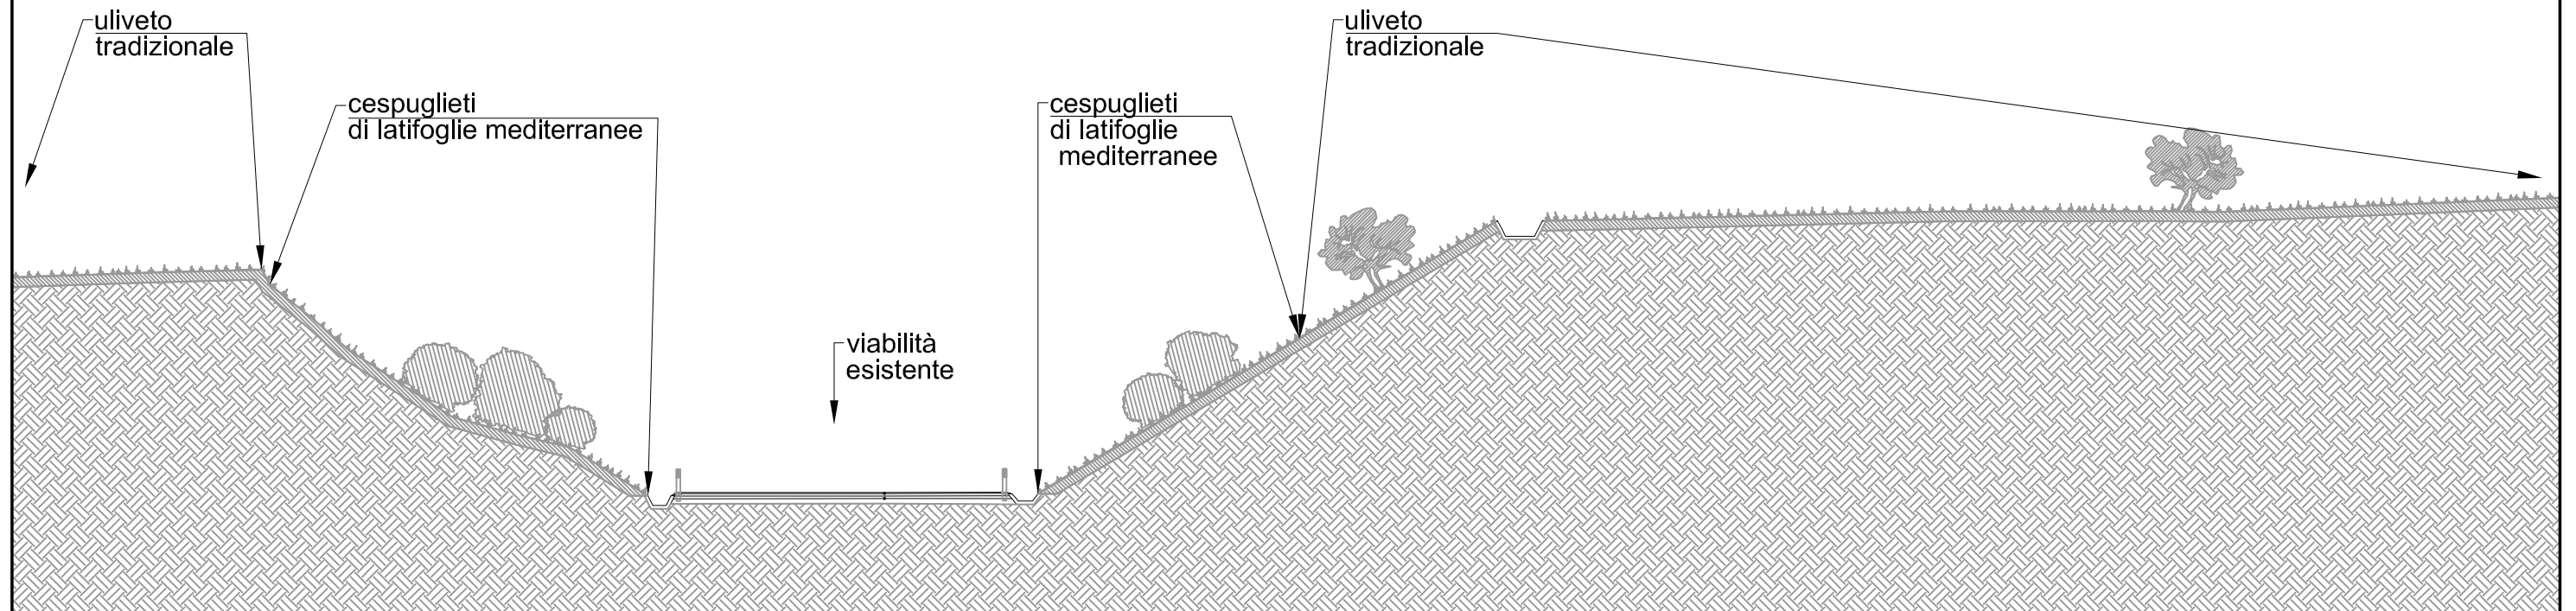 uliveto
tradizionale
cespuglieti
di latifoglie mediterranee
viabilità
esistente
cespuglieti
di latifoglie
mediterranee
uliveto
tradizionale